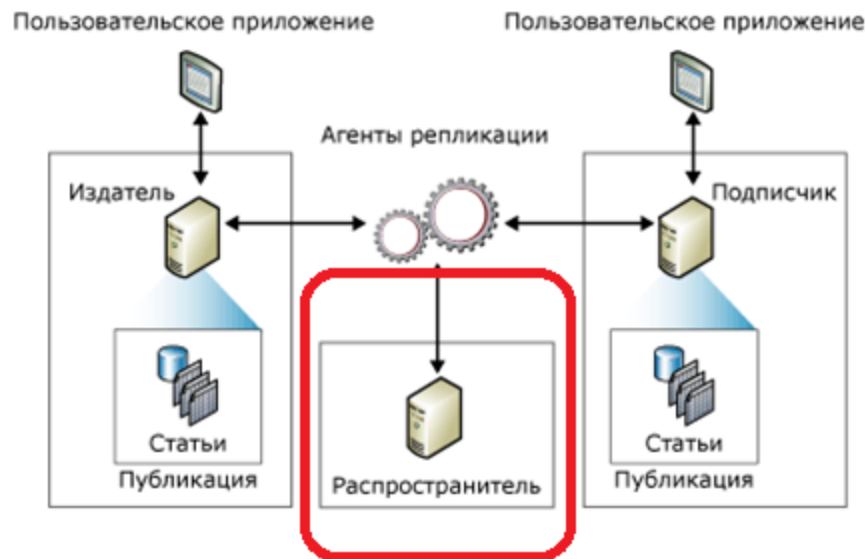 Пользовательское приложение
Пользовательское приложение
Агенты репликации
Издатель
Подписчик
Статьи
Публикация
Распространитель
Статьи
Публикация